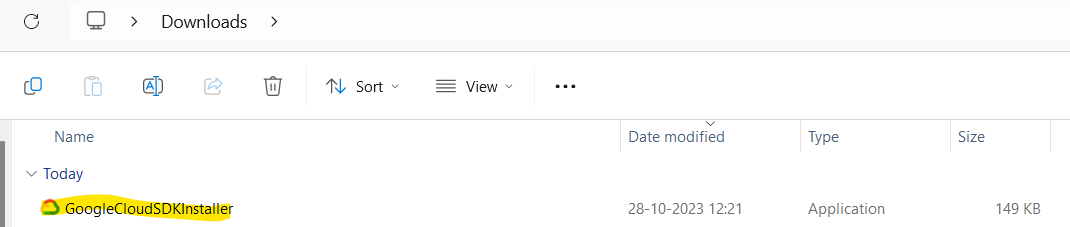 Downloads
Sort
View
Name Date modified Type Size
Today
GoogleCloudSDKInstaller 28-10-2023 12:21 Application 149 KB